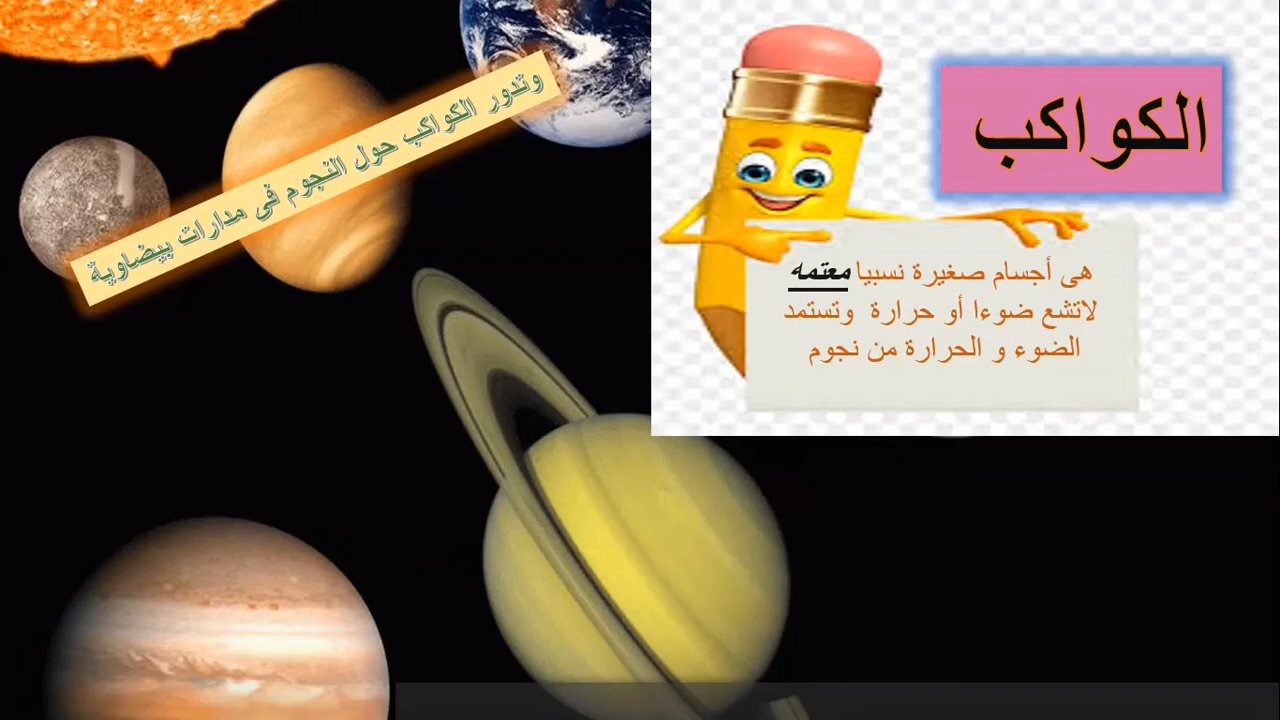 الكواكب
هى أجسام صغيرة نسبيا معتمه
لاتشع ضوءا أو حرارة وتستمد
الضوء و الحرارة من نجوم
وتدور الكواكب حول النجوم فى مدارات بيضاوية